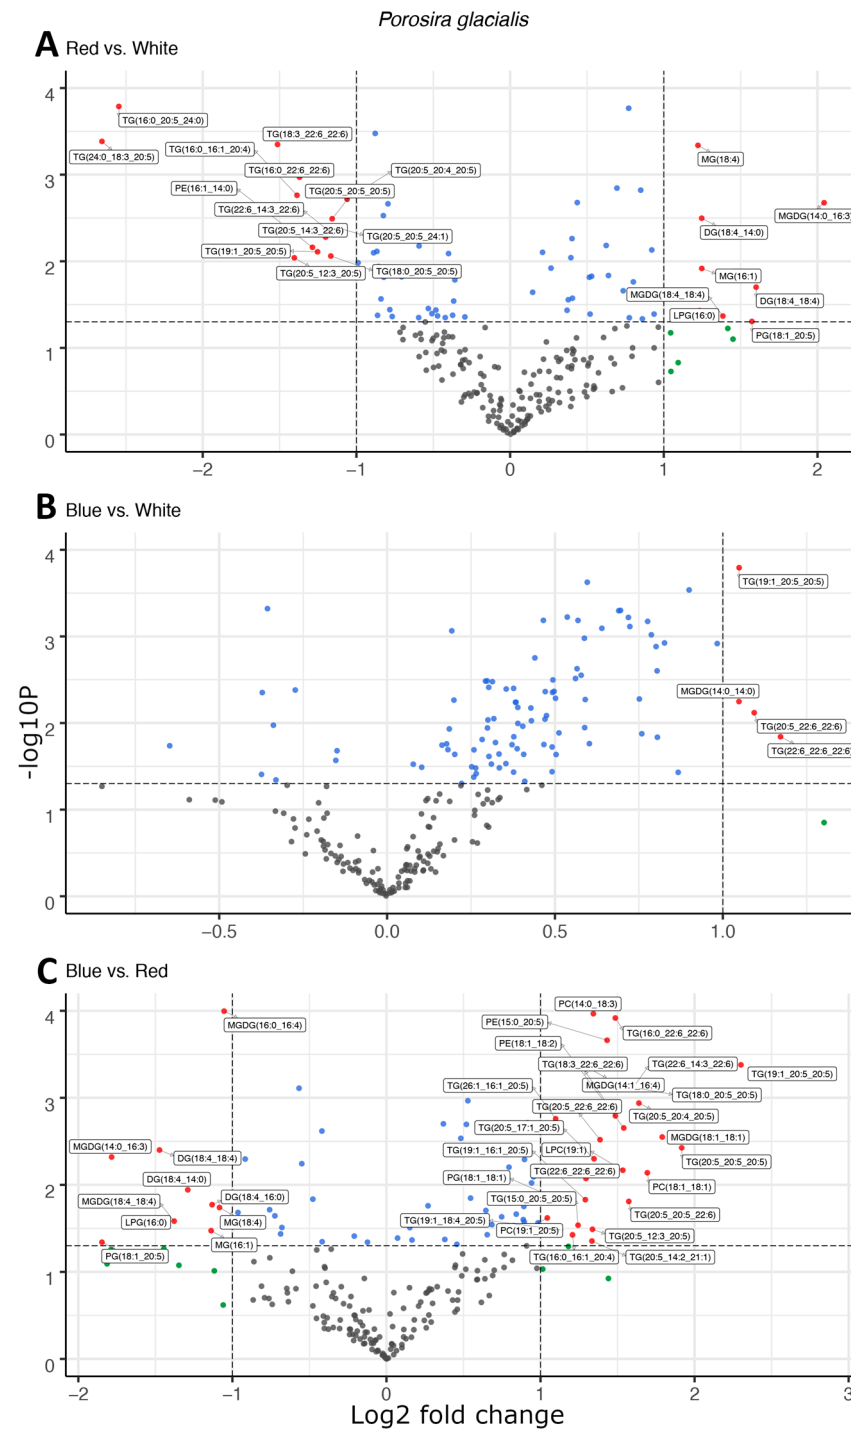 Porosira glacialis
A Red vs. White
4
3
2
1
0
TG(16:0_20:5_24:0)
TG(24:0_18:3_20:5)
TG(18:3_22:6_22:6)
TG(16:0_16:1_20:4)
TG(16:0_22:6_22:6)
TG(20:5_20:4_20:5)
PE(16:1_14:0)
TG(20:5_20:5_20:5)
TG(22:6_14:3_22:6)
TG(20:5_14:3_22:6)
TG(20:5_20:5_24:1)
TG(19:1_20:5_20:5)
TG(20:5_12:3_20:5)
TG(18:0_20:5_20:5)
MG(18:4)
MGDG(14:0_16:3)
DG(18:4_14:0)
MG(16:1)
MGDG(18:4_18:4)
DG(18:4_18:4)
LPG(16:0)
PG(18:1_20:5)
−2 −1 0 1 2
B Blue vs. White
4
3
2
1
0
TG(19:1_20:5_20:5)
MGDG(14:0_14:0)
TG(20:5_22:6_22:6)
TG(22:6_22:6_22:6)
−0.5 0.0 0.5 1.0
-log10P
C Blue vs. Red
4
3
2
1
0
MGDG(16:0_16:4)
MGDG(14:0_16:3)
DG(18:4_18:4)
DG(18:4_14:0)
MGDG(18:4_18:4)
DG(18:4_16:0)
LPG(16:0)
MG(18:4)
MG(16:1)
PG(18:1_20:5)
PC(14:0_18:3)
PE(15:0_20:5)
TG(16:0_22:6_22:6)
PE(18:1_18:2)
TG(18:3_22:6_22:6)
TG(22:6_14:3_22:6)
TG(19:1_20:5_20:5)
TG(26:1_16:1_20:5)
MGDG(14:1_16:4)
TG(18:0_20:5_20:5)
TG(20:5_22:6_22:6)
TG(20:5_20:4_20:5)
TG(20:5_17:1_20:5)
MGDG(18:1_18:1)
TG(19:1_16:1_20:5)
LPC(19:1)
TG(20:5_20:5_20:5)
TG(22:6_22:6_22:6)
PG(18:1_18:1)
PC(18:1_18:1)
TG(15:0_20:5_20:5)
TG(20:5_20:5_22:6)
TG(19:1_18:4_20:5)
PC(19:1_20:5)
TG(20:5_12:3_20:5)
TG(16:0_16:1_20:4)
TG(20:5_14:2_21:1)
−2 −1 0 1 2 3
Log2 fold change